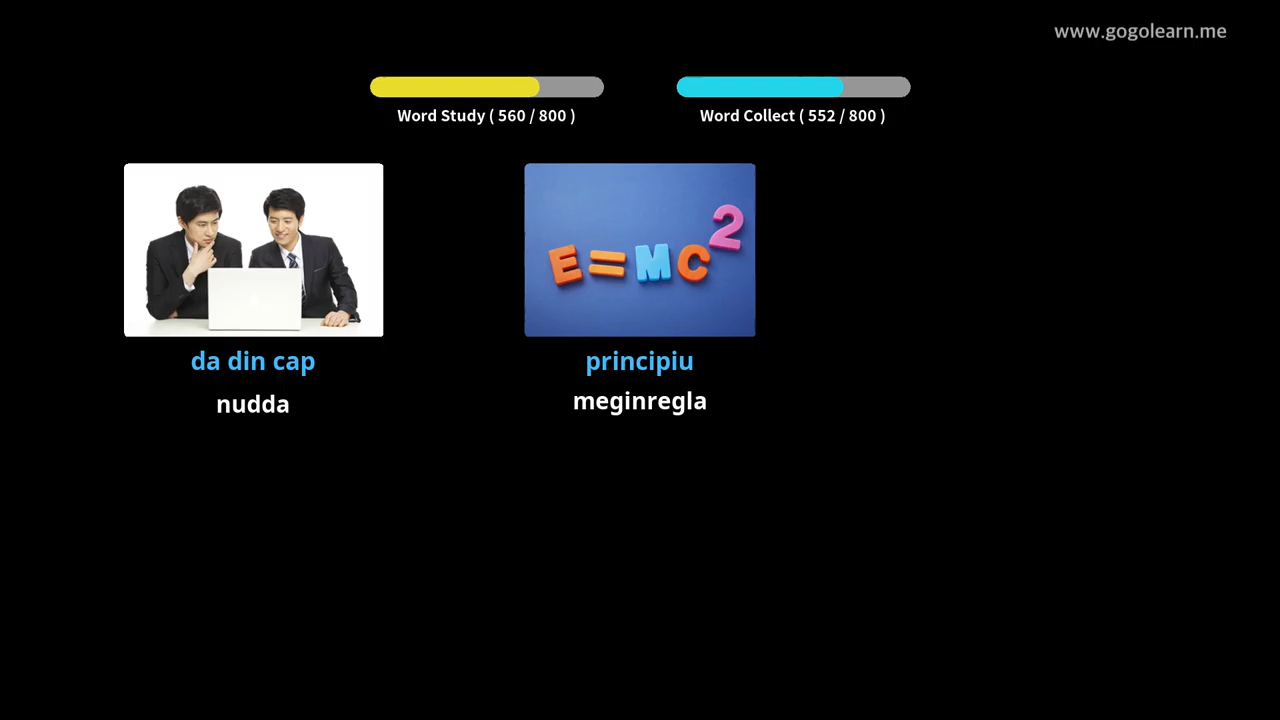 www.gogolearn.me
Word Study ( 560 / 800 )
Word Collect ( 552 / 800 )
E=MC2
da din cap
principiu
nudda
meginregla